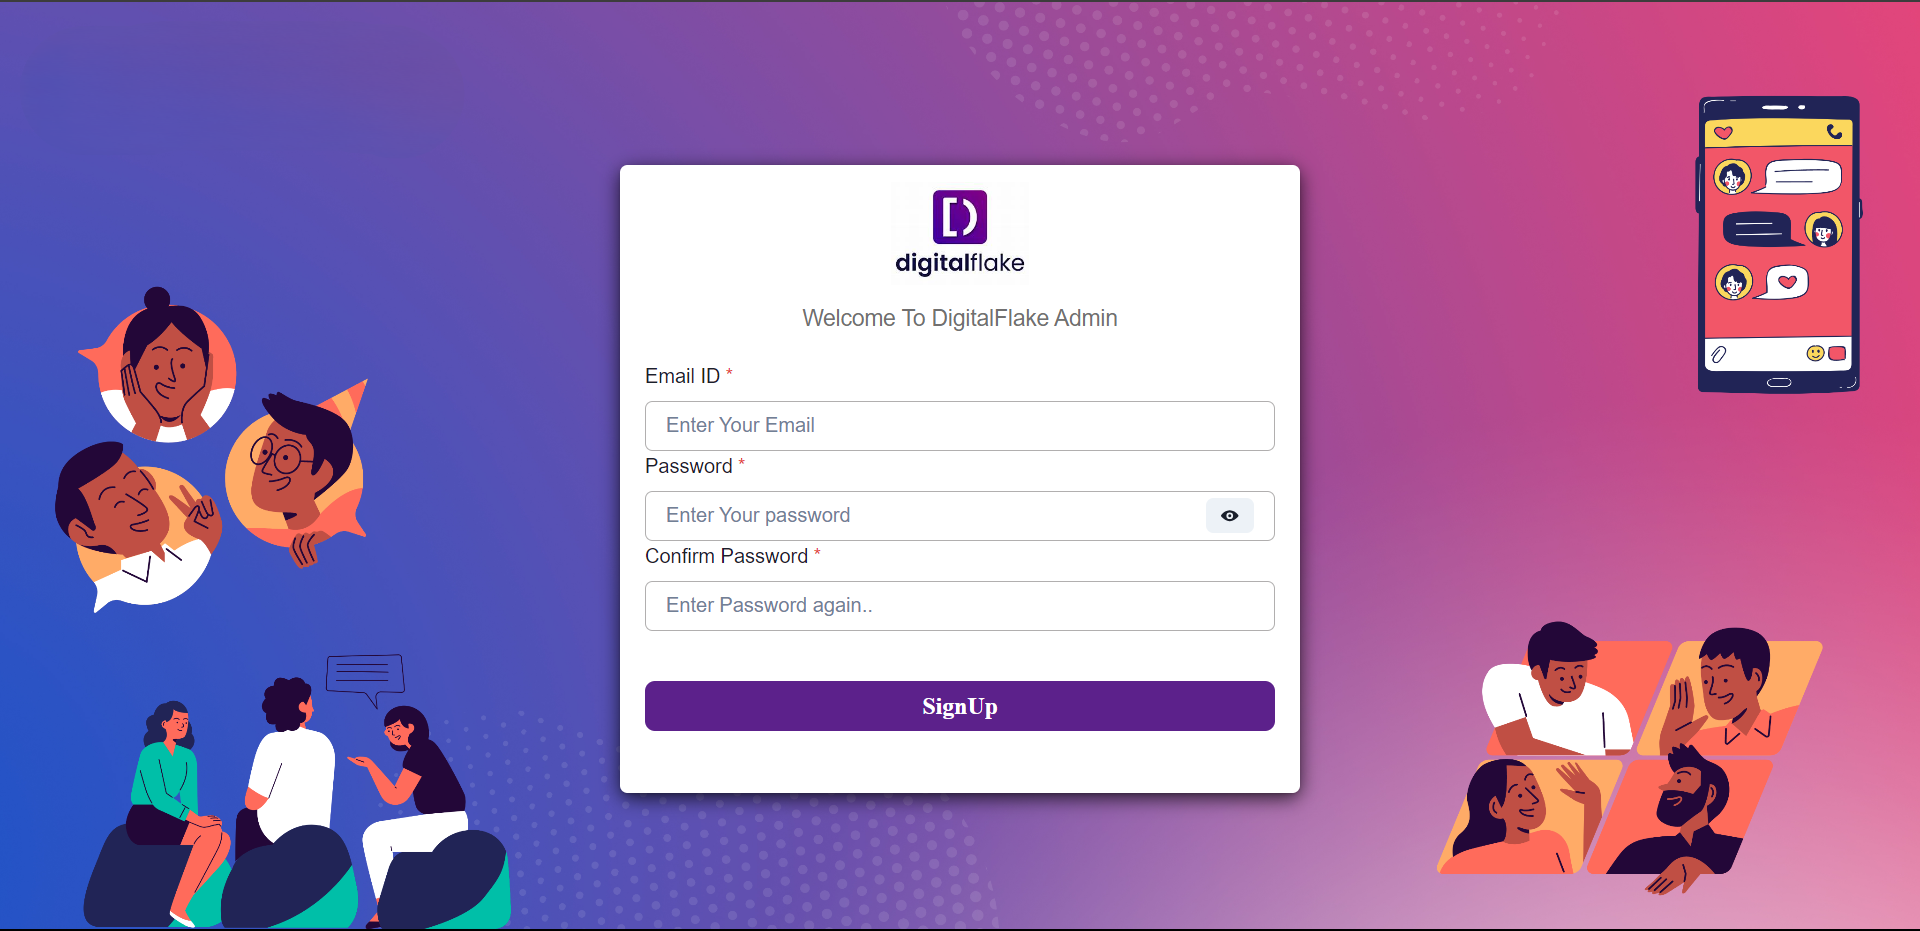 digitalflake
Welcome To DigitalFlake Admin
Email ID *
Enter Your Email
Password *
Enter Your password
Confirm Password *
Enter Password again..
SignUp